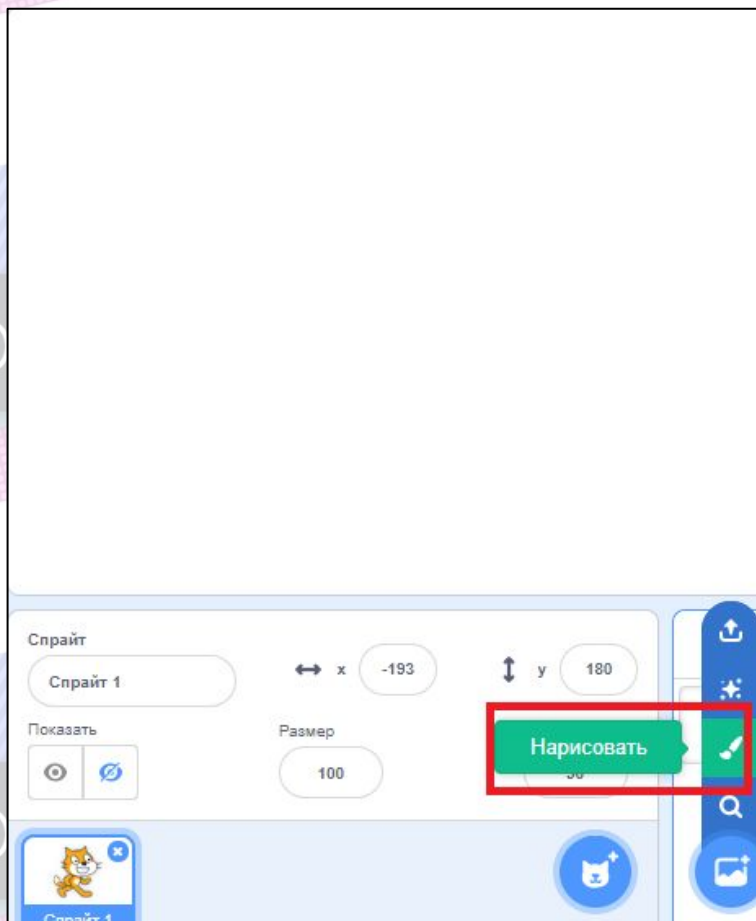 Спрайт
Спрайт 1
x -193
y 180
Показать
Размер
100
Нарисовать
Спрайт 1